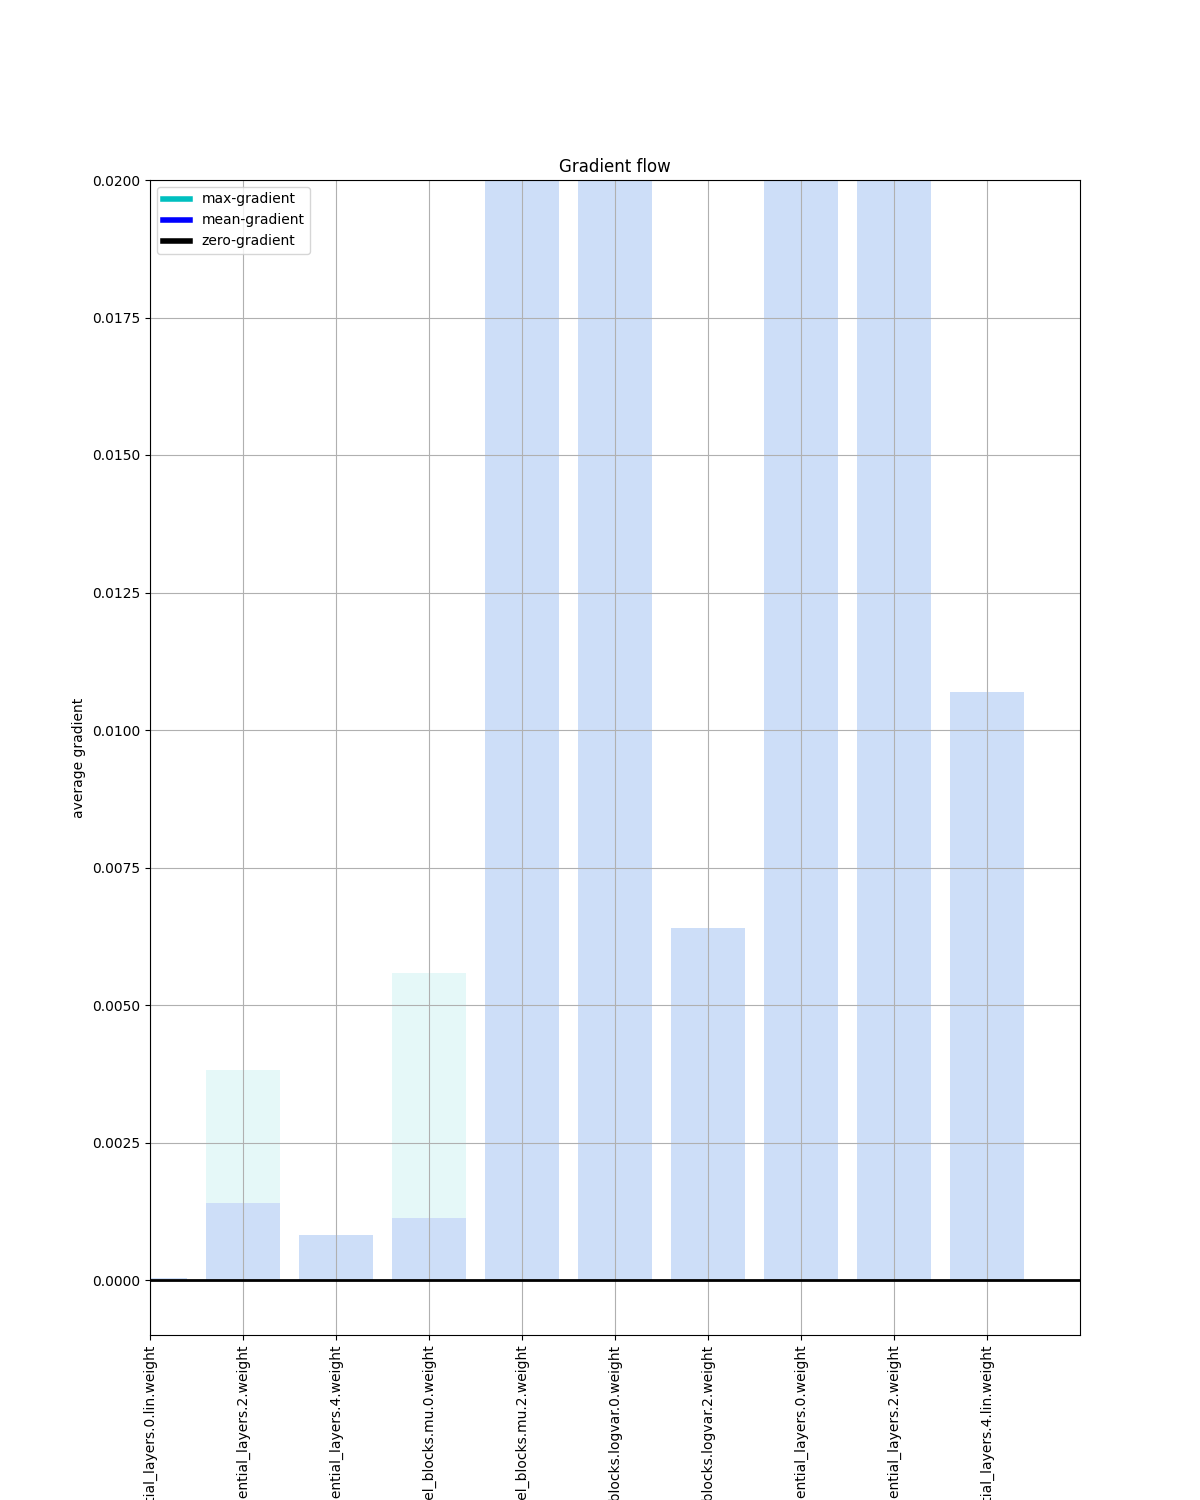 Gradient flow
max-gradient
mean-gradient
zero-gradient
0.0200
0.0175
0.0150
0.0125
0.0100
0.0075
0.0050
0.0025
0.0000
average gradient
tial_layers.0.lin.weight
ential_layers.2.weight
ential_layers.4.weight
el_blocks.mu.0.weight
el_blocks.mu.2.weight
blocks.logvar.0.weight
blocks.logvar.2.weight
ential_layers.0.weight
ential_layers.2.weight
tial_layers.4.lin.weight